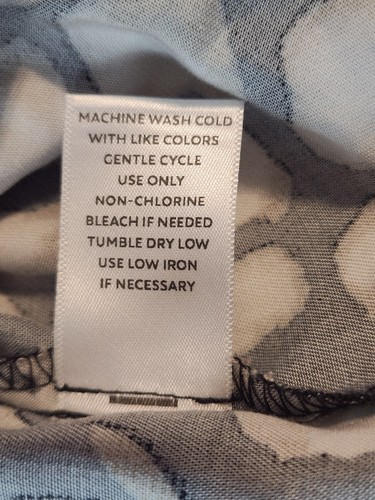 MACHINE WASH COLD
WITH LIKE COLORS
GENTLE CYCLE
USE ONLY
NON-CHLORINE
BLEACH IF NEEDED
TUMBLE DRY LOW
USE LOW IRON
IF NECESSARY